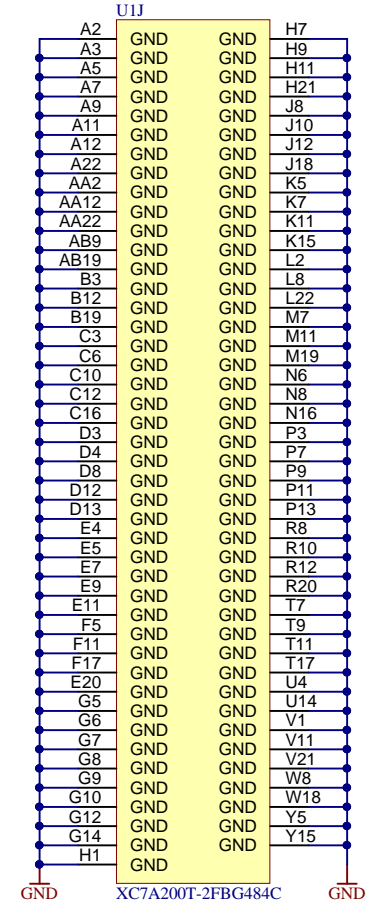 U1J
A2 GND GND H7
A3 GND GND H9
A5 GND GND H11
A7 GND GND H21
A9 GND GND J8
A11 GND GND J10
A12 GND GND J12
A22 GND GND J18
AA2 GND GND K5
AA12 GND GND K7
AA22 GND GND K11
AB9 GND GND K15
AB19 GND GND L2
B3 GND GND L8
B12 GND GND L22
B19 GND GND M7
C3 GND GND M11
C6 GND GND M19
C10 GND GND N6
C12 GND GND N8
C16 GND GND N16
D3 GND GND P3
D4 GND GND P7
D8 GND GND P9
D12 GND GND P11
D13 GND GND P13
E4 GND GND R8
E5 GND GND R10
E7 GND GND R12
E9 GND GND R20
E11 GND GND T7
F5 GND GND T9
F11 GND GND T11
F17 GND GND T17
E20 GND GND U4
G5 GND GND U14
G6 GND GND V1
G7 GND GND V11
G8 GND GND V21
G9 GND GND W8
G10 GND GND W18
G12 GND GND Y5
G14 GND GND Y15
H1 GND
GND XC7A200T-2FBG484C GND